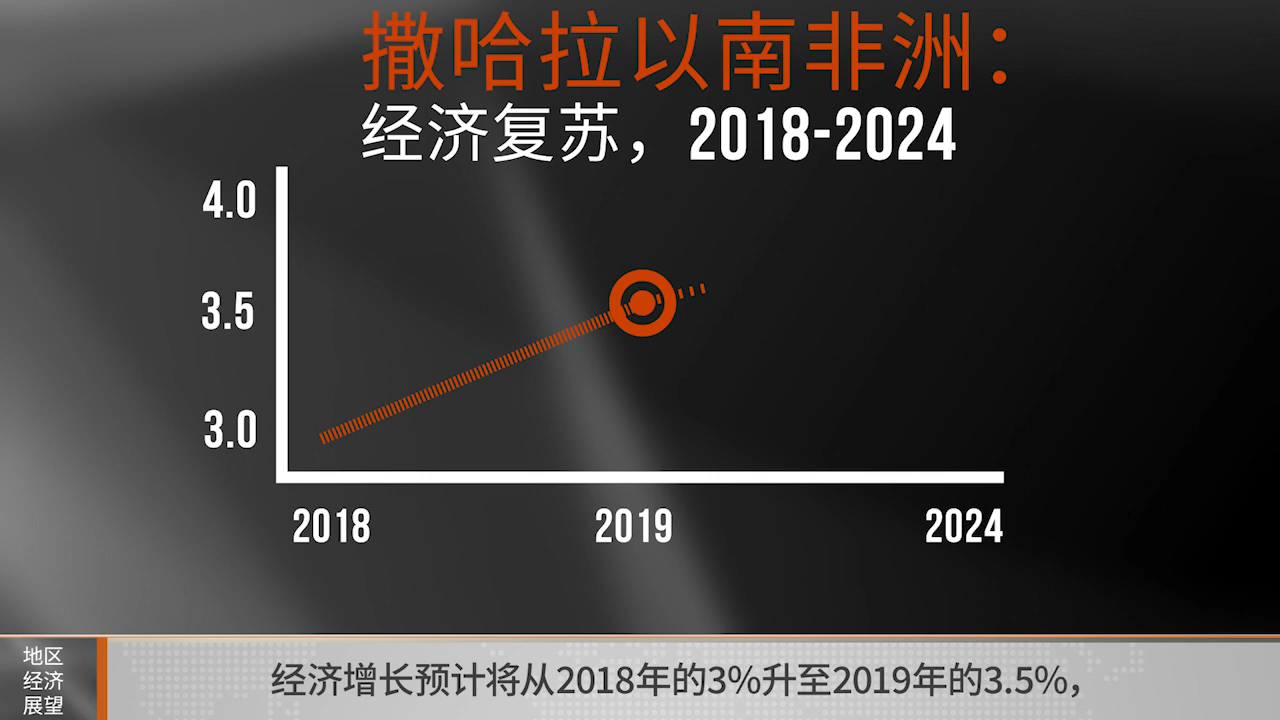 撒哈拉以南非洲：
经济复苏，2018-2024
4.0
3.5
3.0
2018 2019 2024
地区
经济
展望
经济增长预计将从2018年的3%升至2019年的3.5%，